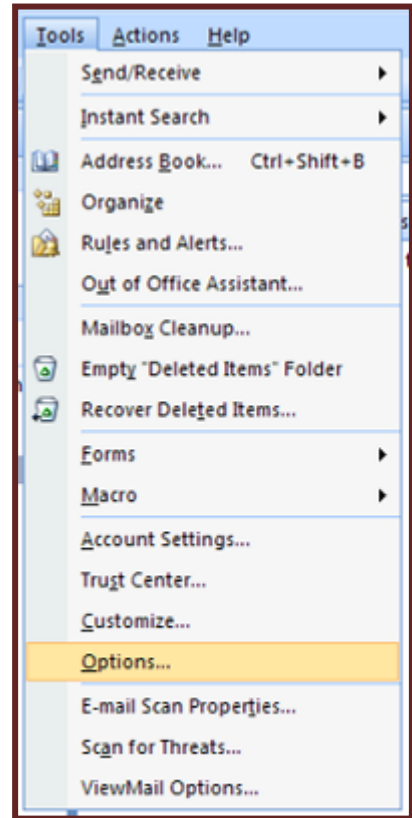 Tools Actions Help
Send/Receive
Instant Search
Address Book... Ctrl+Shift+B
Organize
Rules and Alerts...
Out of Office Assistant...
Mailbox Cleanup...
Empty "Deleted Items" Folder
Recover Deleted Items...
Forms
Macro
Account Settings...
Trust Center...
Customize...
Options...
E-mail Scan Properties...
Scan for Threats...
ViewMail Options...